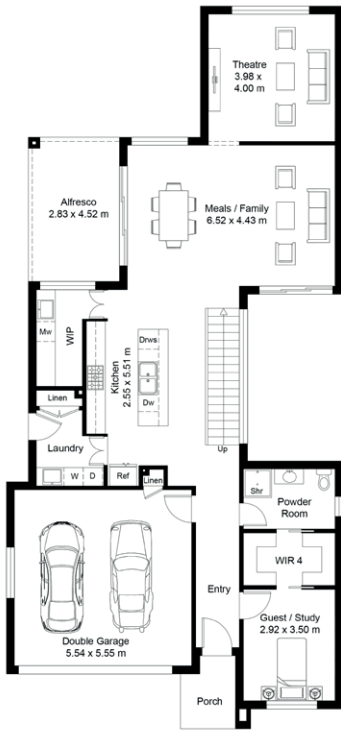 Theatre
3.98 x
4.00 m
Alfresco
2.83 x 4.52 m
Meals / Family
6.52 x 4.43 m
Mw
WIP
Kitchen
2.55 x 5.51 m
Drws
Dw
Linen
Up
Laundry
W D
Ref
Linen
Shr
Powder
Room
WIR 4
Entry
Guest / Study
2.92 x 3.50 m
Double Garage
5.54 x 5.55 m
Porch